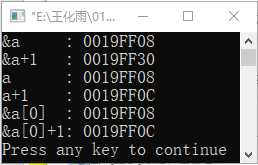 "E:\王化雨\01
&a    : 0019FF08
&a+1  : 0019FF30
a     : 0019FF08
a+1   : 0019FF0C
&a[0]  : 0019FF08
&a[0]+1: 0019FF0C
Press any key to continue